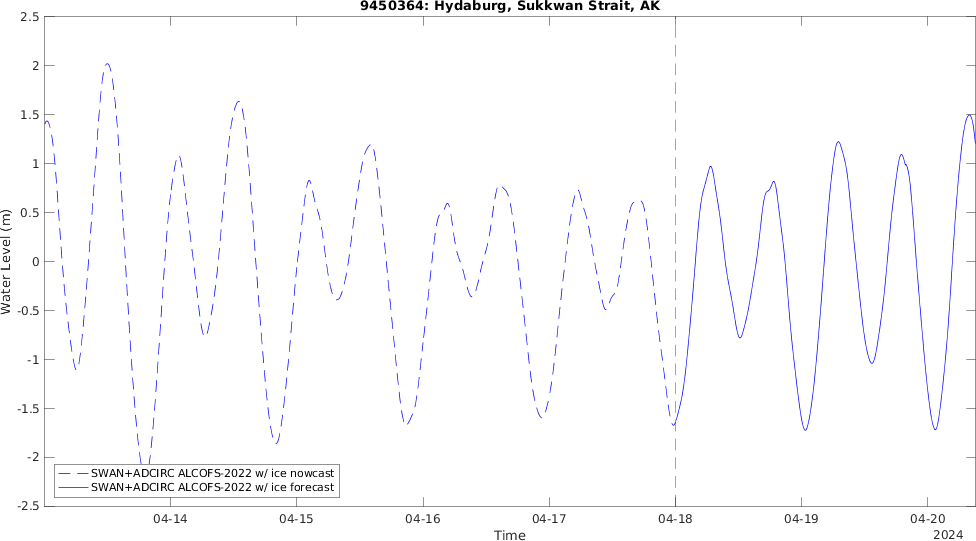 9450364: Hydaburg, Sukkwan Strait, AK
2.5
2
1.5
1
0.5
0
-0.5
-1
-1.5
-2
-2.5
Water Level (m)
SWAN+ADCIRC ALCOFS-2022 w/ ice nowcast
SWAN+ADCIRC ALCOFS-2022 w/ ice forecast
04-14 04-15 04-16 04-17 04-18 04-19 04-20
Time
2024